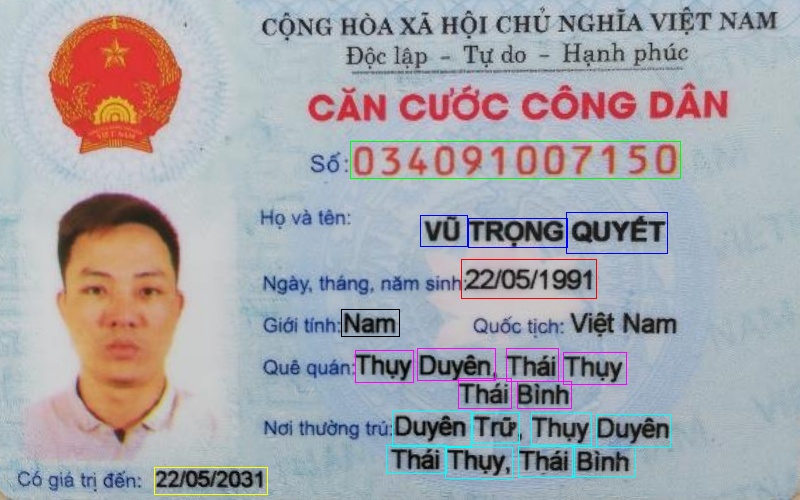 CỘNG HÒA XÃ HỘI CHỦ NGHĨA VIỆT NAM
Độc lập - Tự do - Hạnh phúc
CĂN CƯỚC CÔNG DÂN
Số: 034091007150
Họ và tên: VŨ TRỌNG QUYẾT
Ngày, tháng, năm sinh: 22/05/1991
Giới tính: Nam Quốc tịch: Việt Nam
Quê quán: Thụy Duyên, Thái Thụy
Thái Bình
Nơi thường trú: Duyên Trữ, Thụy Duyên
Thái Thụy, Thái Bình
Có giá trị đến: 22/05/2031